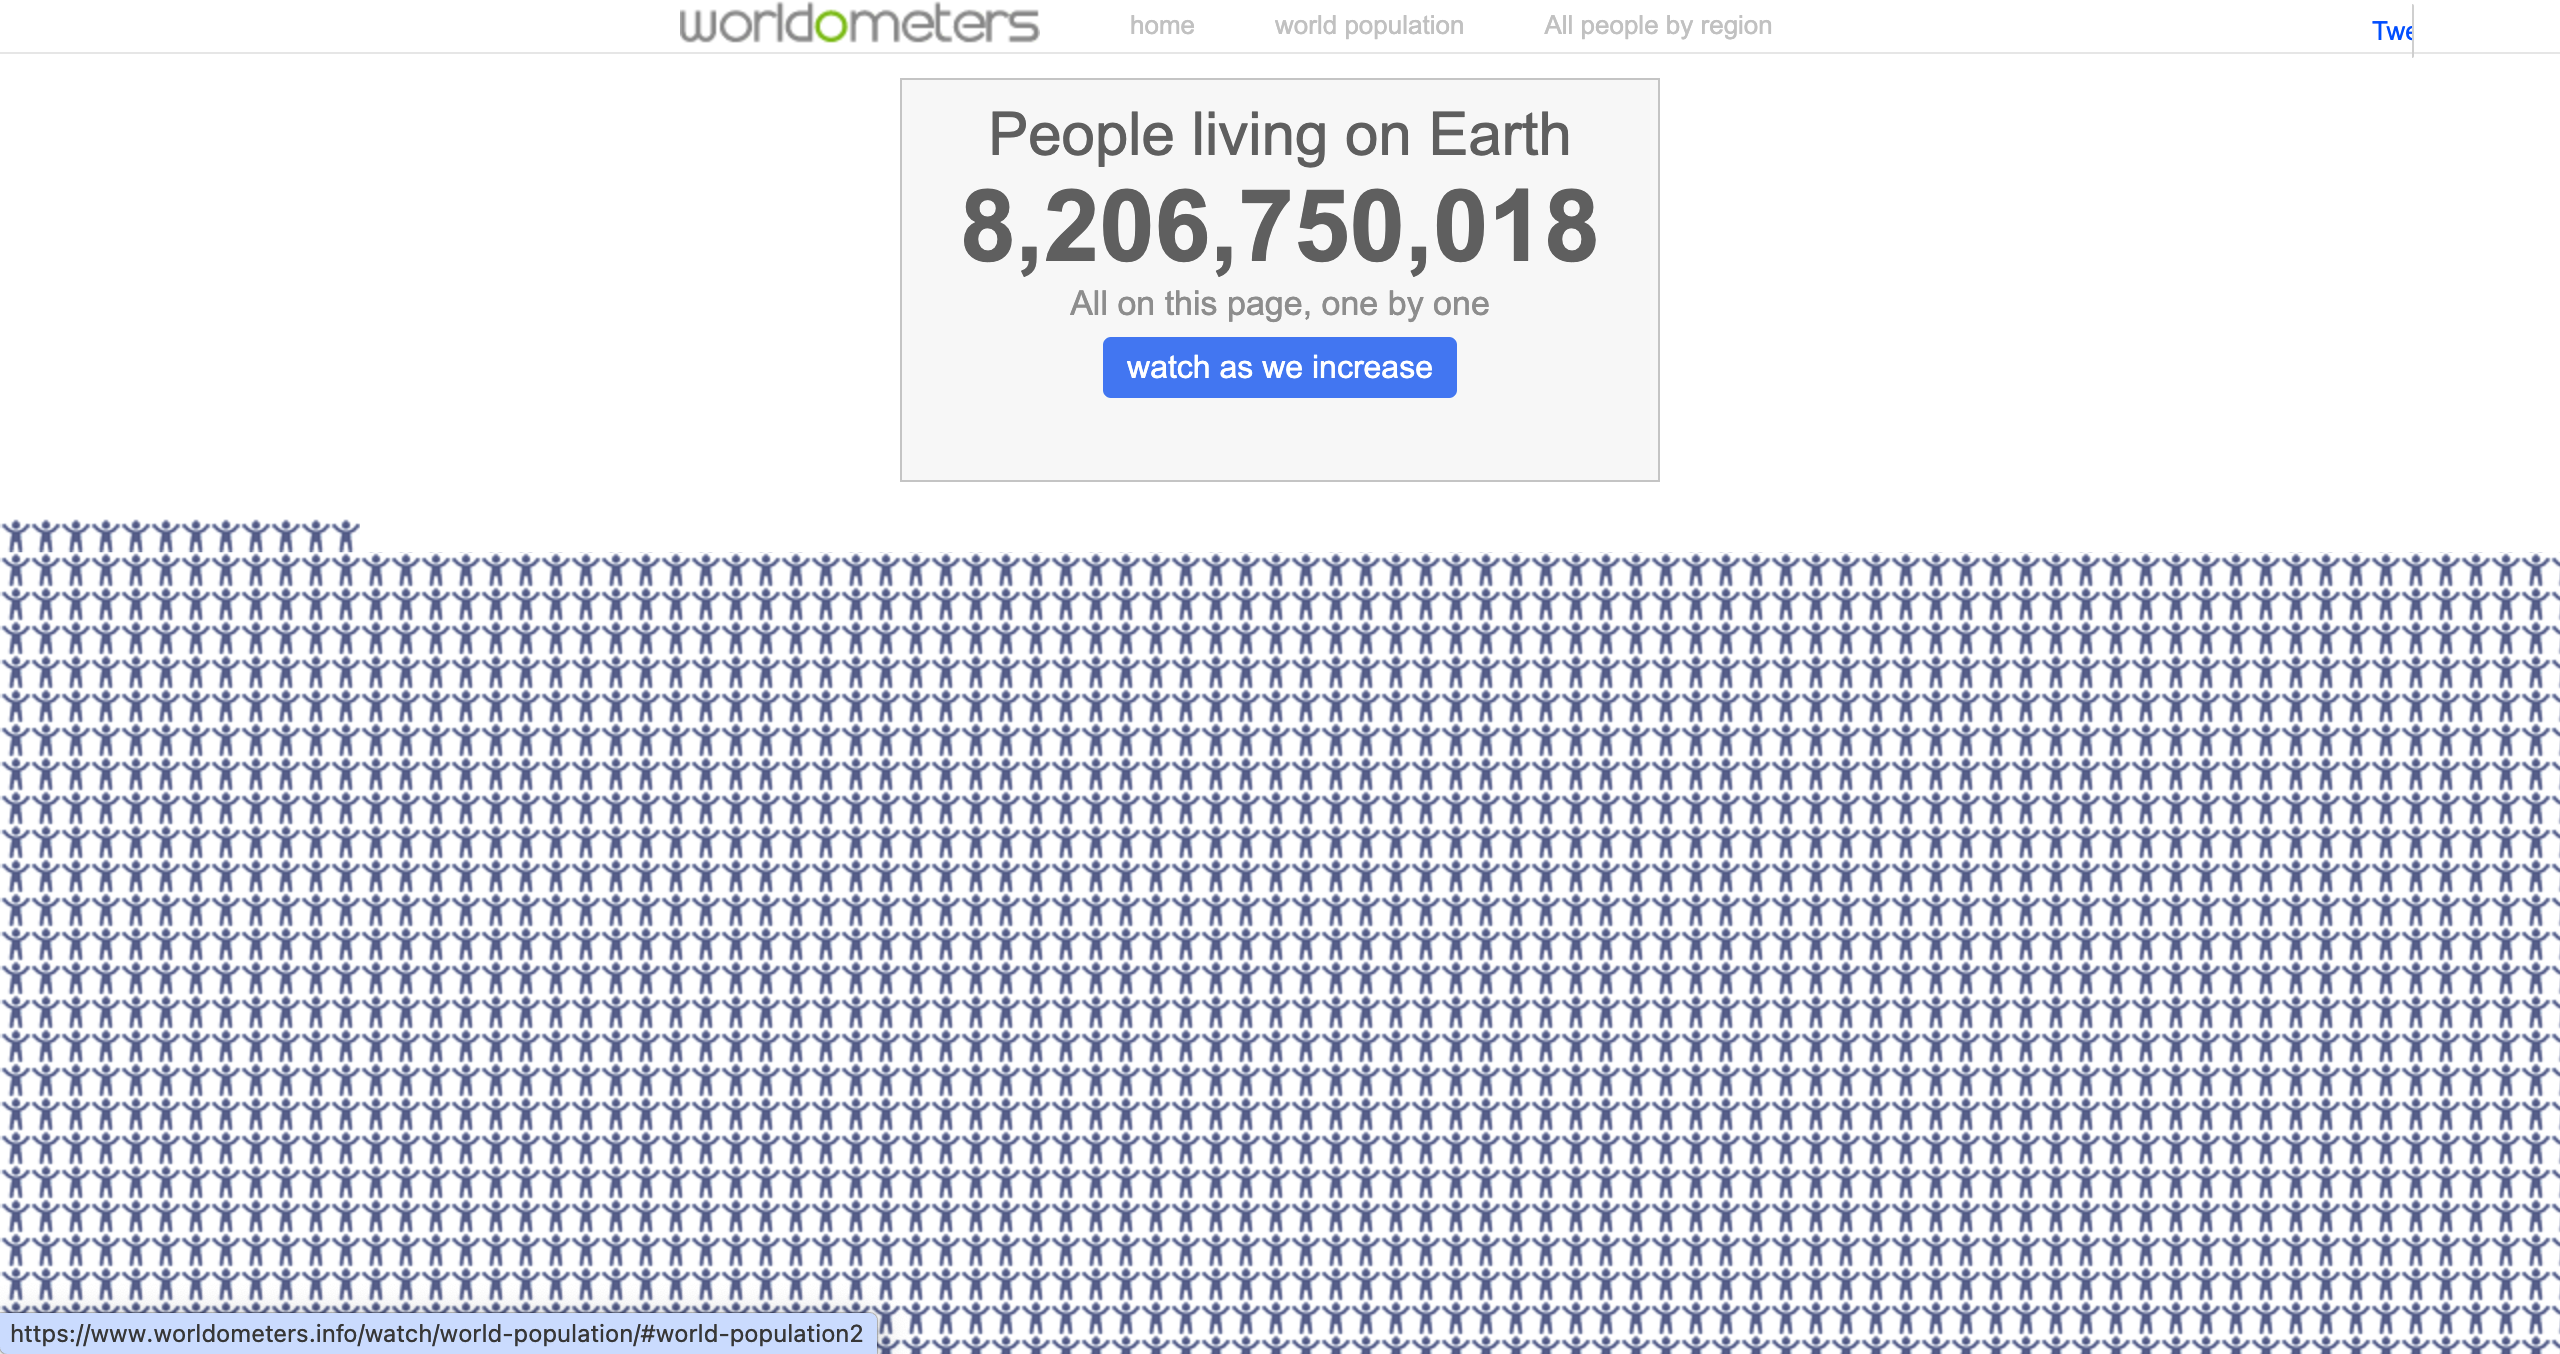 worldometers
home
world population
All people by region
People living on Earth
8,206,750,018
All on this page, one by one
watch as we increase
https://www.worldometers.info/watch/world-population/#world-population2